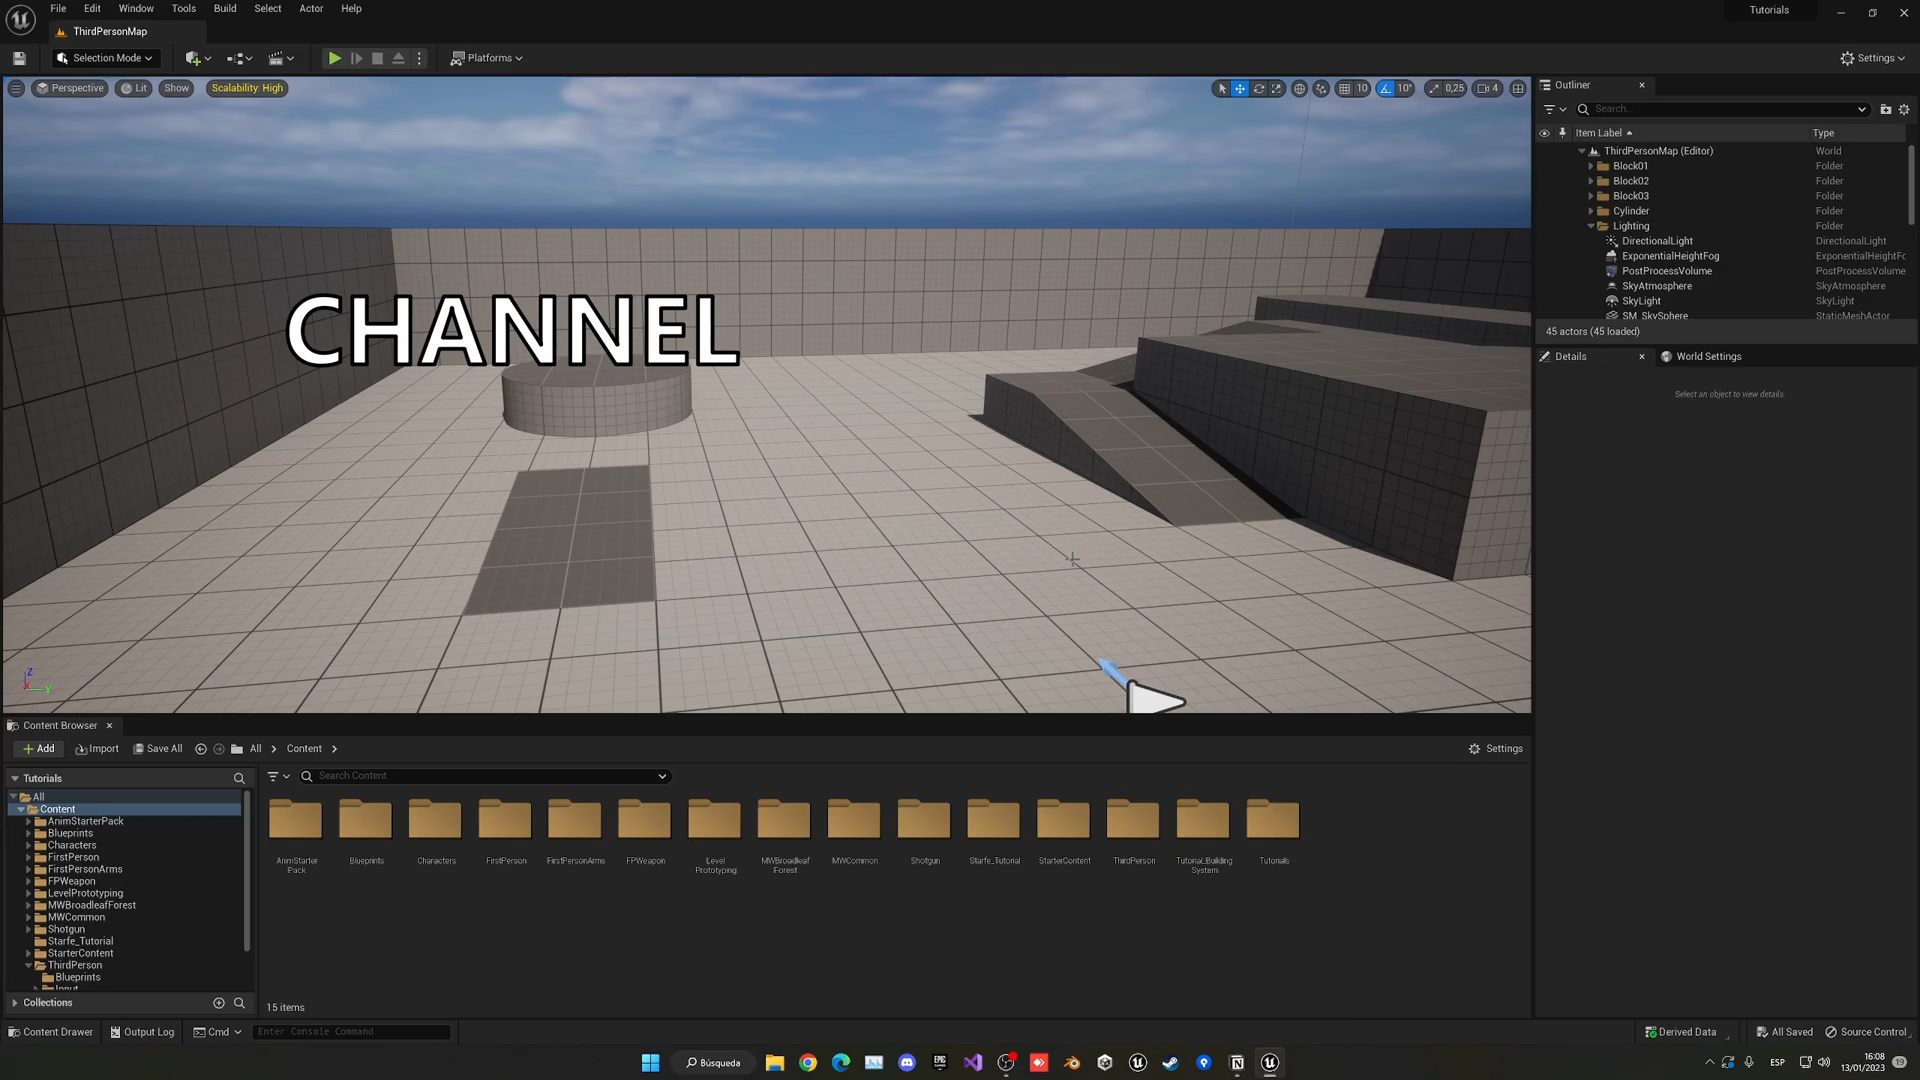 File Edit Window Tools Build Select Actor Help
Tutorials
ThirdPersonMap
Selection Mode
Platforms
Settings
Perspective
Lit
Show
Scalability: High
10
10°
0,25
4
CHANNEL
Outliner
Search...
Item Label
Type
ThirdPersonMap (Editor) World
Block01 Folder
Block02 Folder
Block03 Folder
Cylinder Folder
Lighting Folder
DirectionalLight DirectionalLight
ExponentialHeightFog ExponentialHeightFc
PostProcessVolume PostProcessVolume
SkyAtmosphere SkyAtmosphere
SkyLight SkyLight
SM_SkySphere StaticMeshActor
45 actors (45 loaded)
Details
World Settings
Select an object to view details.
Z
X
Y
Content Browser
Add
Import
Save All
All
Content
Settings
Tutorials
All
Content
AnimStarterPack
Blueprints
Characters
FirstPerson
FirstPersonArms
FPWeapon
LevelPrototyping
MWBroadleafForest
MWCommon
Shotgun
Starfe_Tutorial
StarterContent
ThirdPerson
Blueprints
Input
Collections
Search Content
AnimStarter
Pack
Blueprints
Characters
FirstPerson
FirstPersonArms
FPWeapon
Level
Prototyping
MWBroadleaf
Forest
MWCommon
Shotgun
Starfe_Tutorial
StarterContent
ThirdPerson
Tutorial_Building
System
Tutorials
15 items
Content Drawer
Output Log
Cmd
Enter Console Command
Derived Data
All Saved
Source Control
Búsqueda
EPIC
GAMES
ESP
16:08
13/01/2023
19